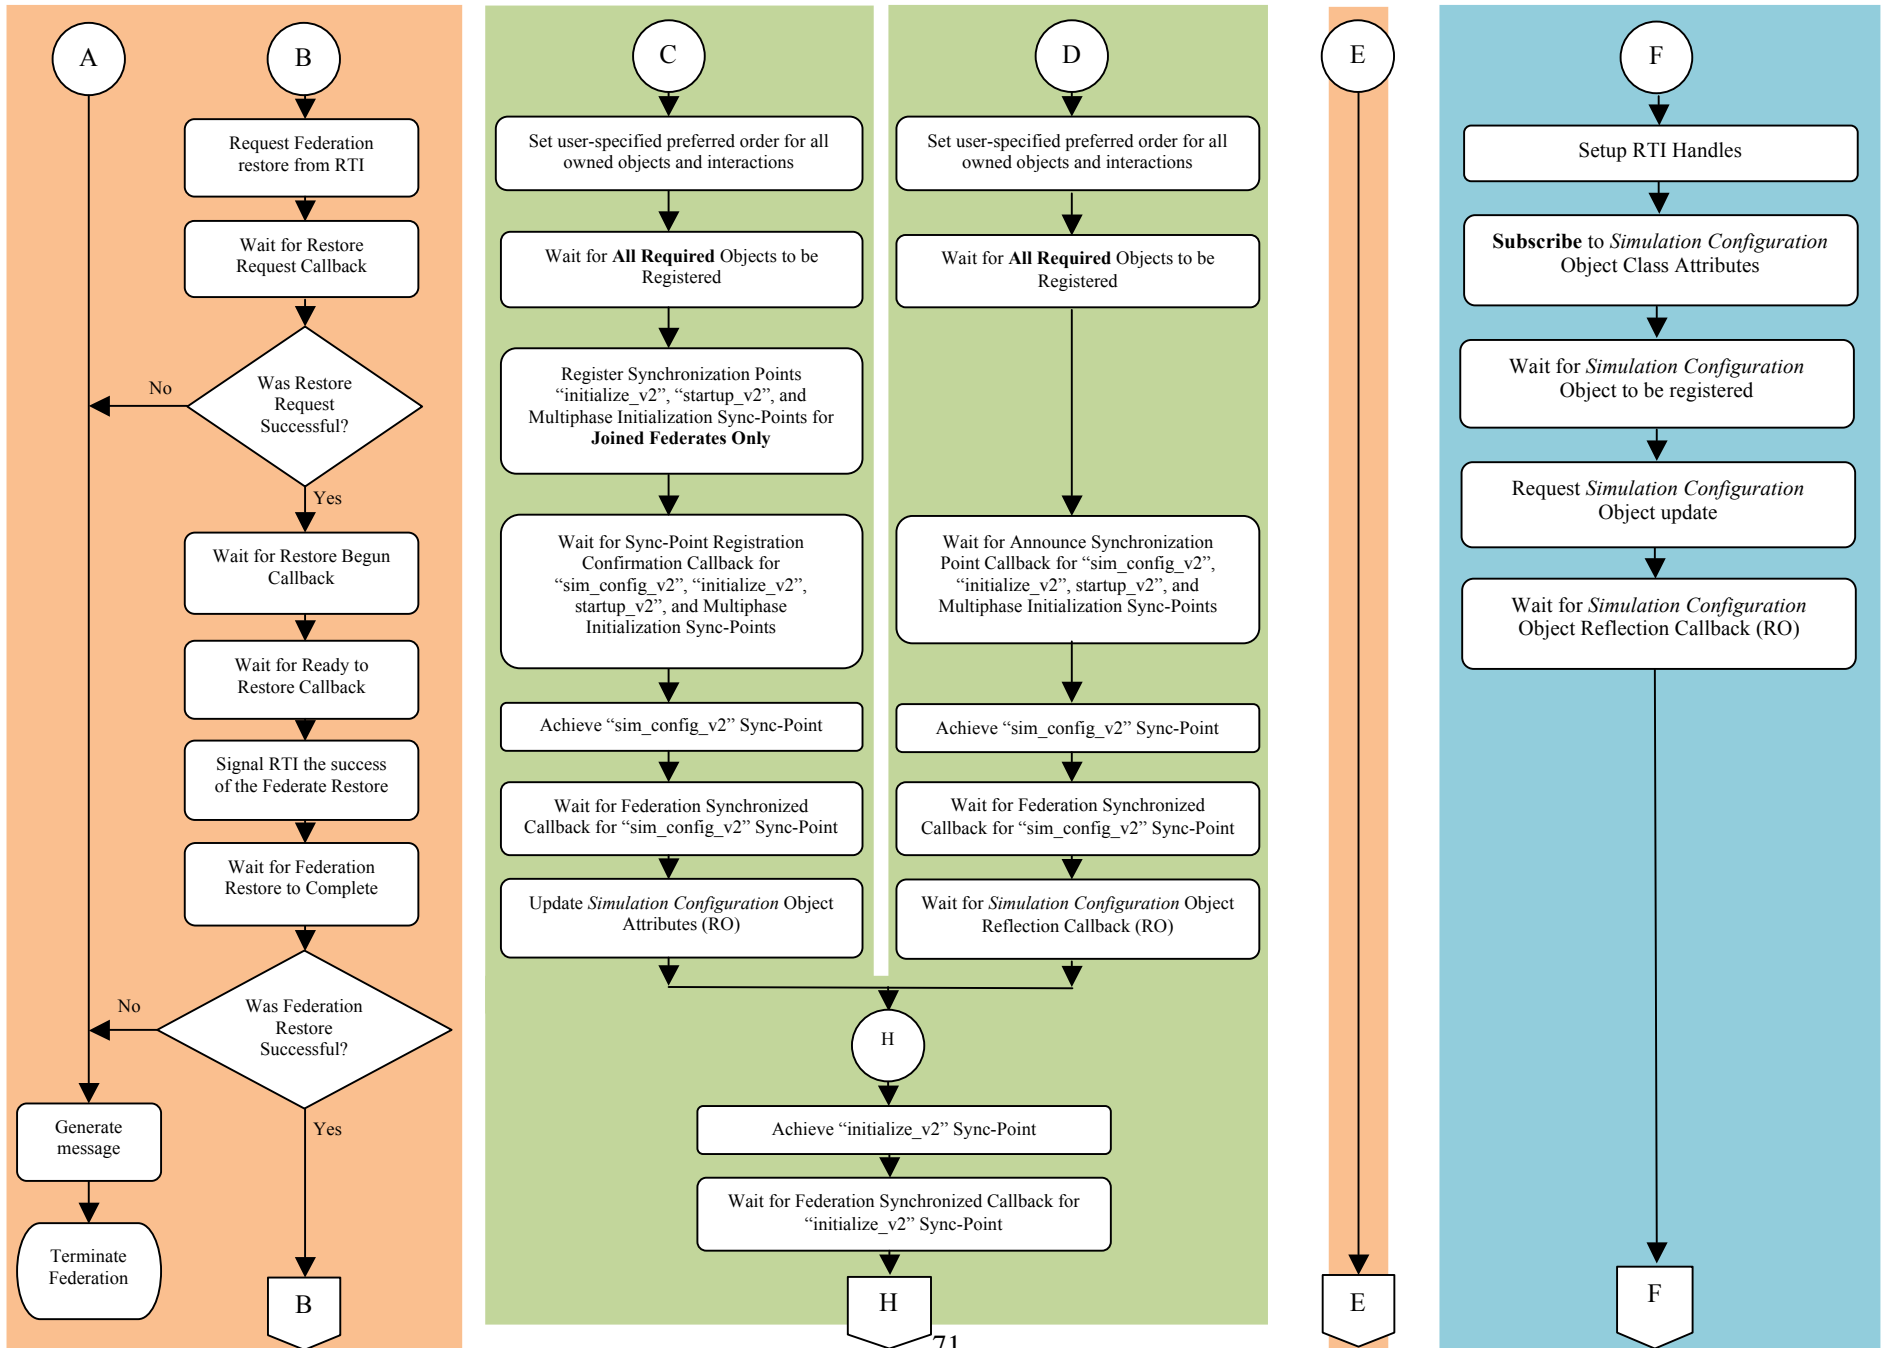 A
B
Request Federation
restore from RTI
Wait for Restore
Request Callback
Was Restore
Request
Successful?
No
Yes
Wait for Restore Begun
Callback
Wait for Ready to
Restore Callback
Signal RTI the success
of the Federate Restore
Wait for Federation
Restore to Complete
Was Federation
Restore
Successful?
No
Yes
Generate
message
Terminate
Federation
B
C
Set user-specified preferred order for all
owned objects and interactions
Wait for All Required Objects to be
Registered
Register Synchronization Points
“initialize_v2”, “startup_v2”, and
Multiphase Initialization Sync-Points for
Joined Federates Only
Wait for Sync-Point Registration
Confirmation Callback for
“sim_config_v2”, “initialize_v2”,
startup_v2”, and Multiphase
Initialization Sync-Points
Achieve “sim_config_v2” Sync-Point
Wait for Federation Synchronized
Callback for “sim_config_v2” Sync-Point
Update Simulation Configuration Object
Attributes (RO)
D
Set user-specified preferred order for all
owned objects and interactions
Wait for All Required Objects to be
Registered
Wait for Announce Synchronization
Point Callback for “sim_config_v2”,
“initialize_v2”, startup_v2”, and
Multiphase Initialization Sync-Points
Achieve “sim_config_v2” Sync-Point
Wait for Federation Synchronized
Callback for “sim_config_v2” Sync-Point
Wait for Simulation Configuration Object
Reflection Callback (RO)
H
Achieve “initialize_v2” Sync-Point
Wait for Federation Synchronized Callback for
“initialize_v2” Sync-Point
H
E
E
F
Setup RTI Handles
Subscribe to Simulation Configuration
Object Class Attributes
Wait for Simulation Configuration
Object to be registered
Request Simulation Configuration
Object update
Wait for Simulation Configuration
Object Reflection Callback (RO)
F
71